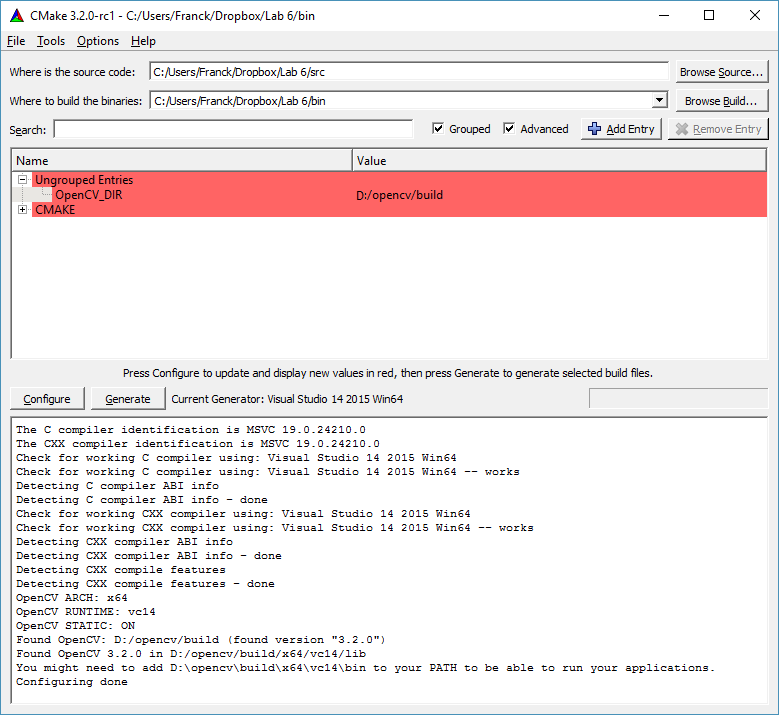 CMake 3.2.0-rc1 - C:/Users/Franck/Dropbox/Lab 6/bin
File Tools Options Help
Where is the source code: C:/Users/Franck/Dropbox/Lab 6/src Browse Source...
Where to build the binaries: C:/Users/Franck/Dropbox/Lab 6/bin Browse Build...
Search: Grouped Advanced Add Entry Remove Entry
Name Value
Ungrouped Entries
OpenCV_DIR D:/opencv/build
CMAKE
Press Configure to update and display new values in red, then press Generate to generate selected build files.
Configure Generate Current Generator: Visual Studio 14 2015 Win64
The C compiler identification is MSVC 19.0.24210.0
The CXX compiler identification is MSVC 19.0.24210.0
Check for working C compiler using: Visual Studio 14 2015 Win64
Check for working C compiler using: Visual Studio 14 2015 Win64 -- works
Detecting C compiler ABI info
Detecting C compiler ABI info - done
Check for working CXX compiler using: Visual Studio 14 2015 Win64
Check for working CXX compiler using: Visual Studio 14 2015 Win64 -- works
Detecting CXX compiler ABI info
Detecting CXX compiler ABI info - done
Detecting CXX compile features
Detecting CXX compile features - done
OpenCV ARCH: x64
OpenCV RUNTIME: vc14
OpenCV STATIC: ON
Found OpenCV: D:/opencv/build (found version "3.2.0")
Found OpenCV 3.2.0 in D:/opencv/build/x64/vc14/lib
You might need to add D:\opencv\build\x64\vc14\bin to your PATH to be able to run your applications.
Configuring done